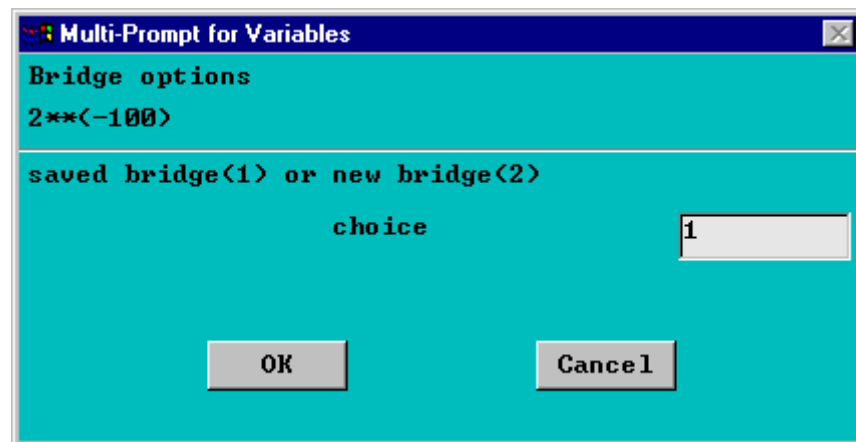 Multi-Prompt for Variables
Bridge options
2**(-100)
saved bridge(1) or new bridge(2)
choice 1
OK Cancel